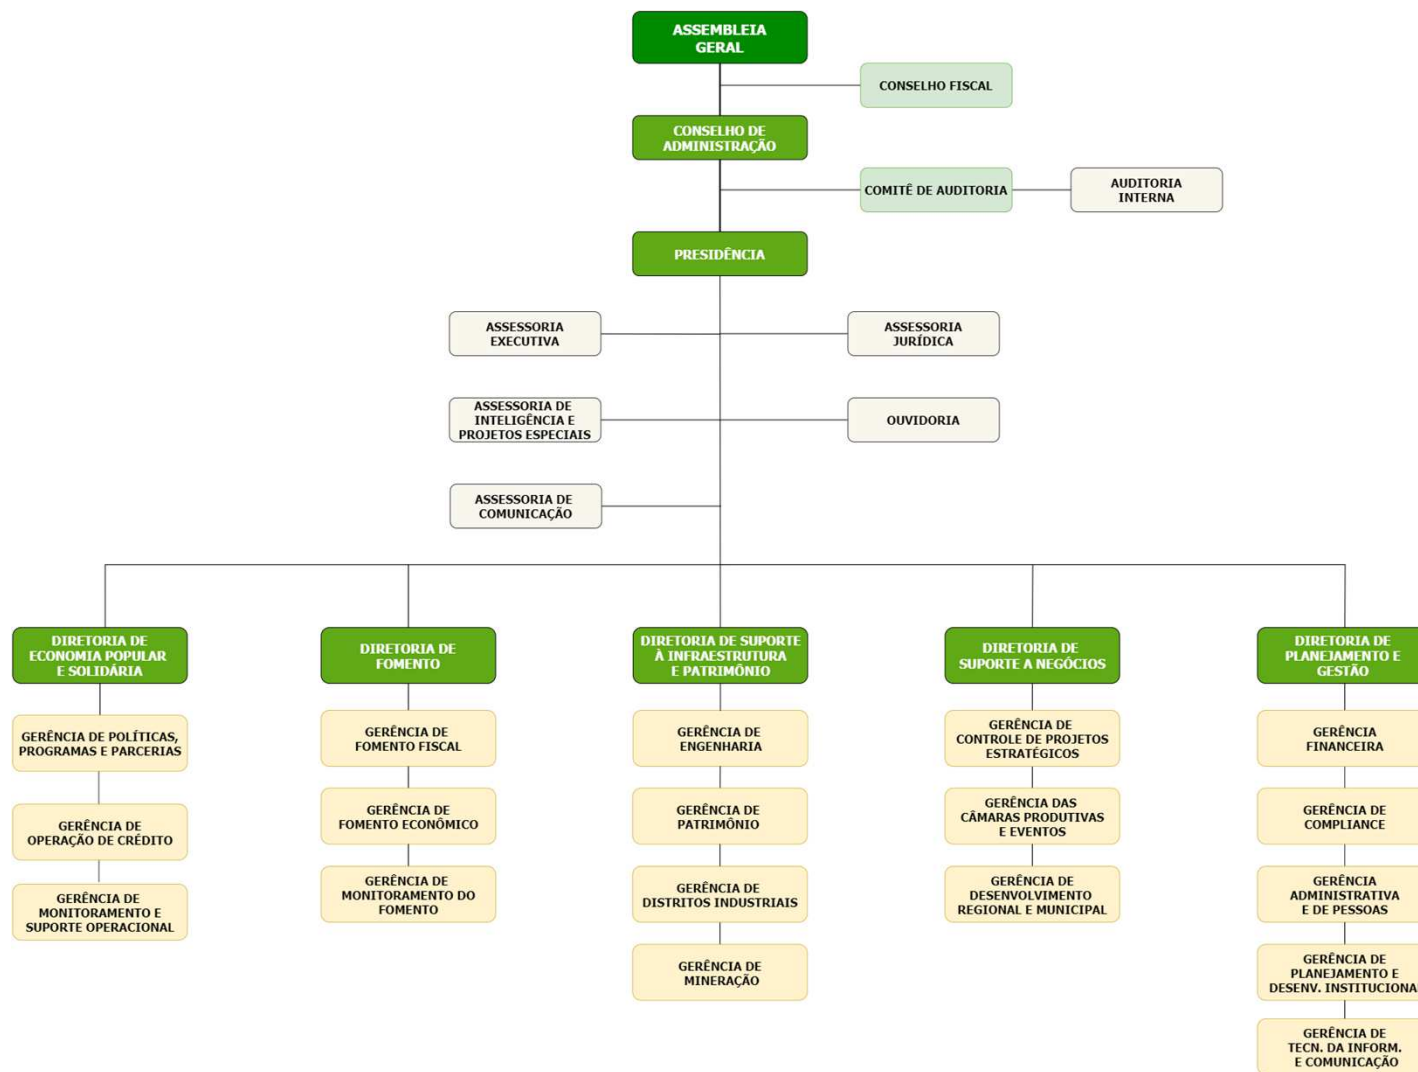 ASSEMBLEIA
GERAL
CONSELHO FISCAL
CONSELHO DE
ADMINISTRAÇÃO
COMITÊ DE AUDITORIA
AUDITORIA
INTERNA
PRESIDÊNCIA
ASSESSORIA
EXECUTIVA
ASSESSORIA
JURÍDICA
ASSESSORIA DE
INTELIGÊNCIA E
PROJETOS ESPECIAIS
OUVIDORIA
ASSESSORIA DE
COMUNICAÇÃO
DIRETORIA DE
ECONOMIA POPULAR
E SOLIDÁRIA
GERÊNCIA DE POLÍTICAS,
PROGRAMAS E PARCERIAS
GERÊNCIA DE
OPERAÇÃO DE CRÉDITO
GERÊNCIA DE
MONITORAMENTO E
SUPORTE OPERACIONAL
DIRETORIA DE
FOMENTO
GERÊNCIA DE
FOMENTO FISCAL
GERÊNCIA DE
FOMENTO ECONÔMICO
GERÊNCIA DE
MONITORAMENTO DO
FOMENTO
DIRETORIA DE SUPORTE
À INFRAESTRUTURA
E PATRIMÔNIO
GERÊNCIA DE
ENGENHARIA
GERÊNCIA DE
PATRIMÔNIO
GERÊNCIA DE
DISTRITOS INDUSTRIAIS
GERÊNCIA DE
MINERAÇÃO
DIRETORIA DE
SUPORTE A NEGÓCIOS
GERÊNCIA DE
CONTROLE DE PROJETOS
ESTRATÉGICOS
GERÊNCIA DAS
CÂMARAS PRODUTIVAS
E EVENTOS
GERÊNCIA DE
DESENVOLVIMENTO
REGIONAL E MUNICIPAL
DIRETORIA DE
PLANEJAMENTO E
GESTÃO
GERÊNCIA
FINANCEIRA
GERÊNCIA DE
COMPLIANCE
GERÊNCIA
ADMINISTRATIVA
E DE PESSOAS
GERÊNCIA DE
PLANEJAMENTO E
DESENV. INSTITUCIONAL
GERÊNCIA DE
TECN. DA INFORM.
E COMUNICAÇÃO